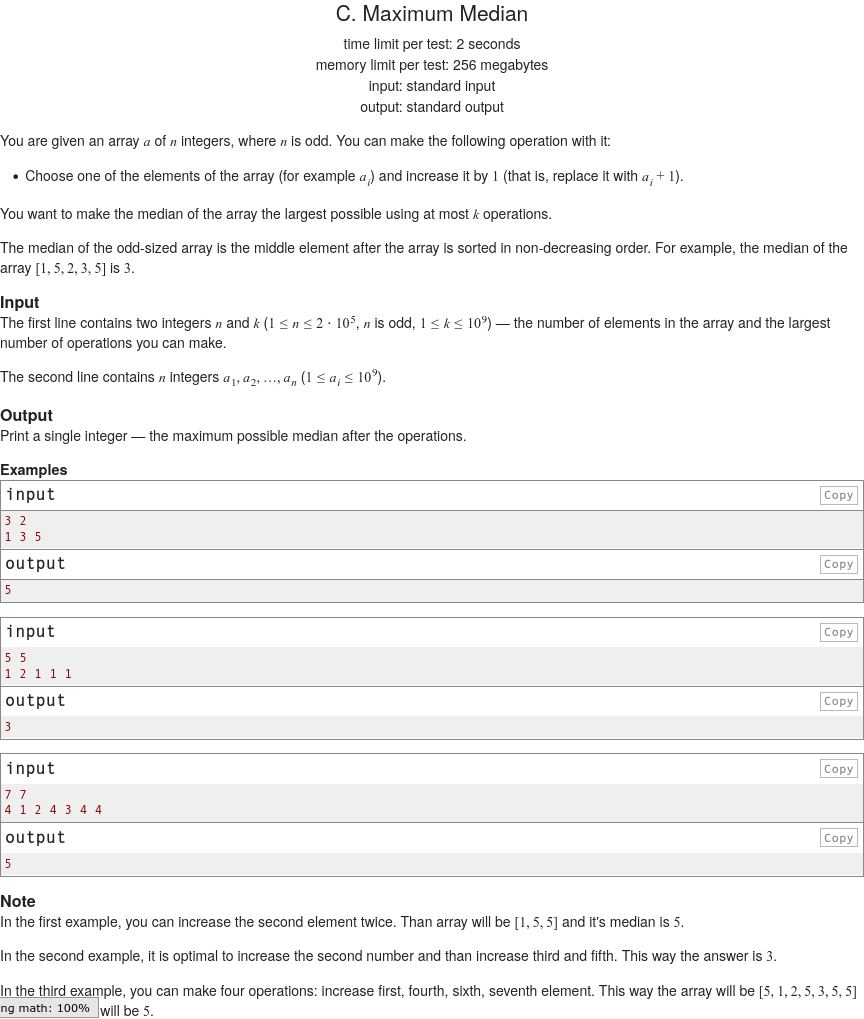 C. Maximum Median
time limit per test: 2 seconds
memory limit per test: 256 megabytes
input: standard input
output: standard output
You are given an array a of n integers, where n is odd. You can make the following operation with it:
• Choose one of the elements of the array (for example a_i) and increase it by 1 (that is, replace it with a_i + 1).
You want to make the median of the array the largest possible using at most k operations.
The median of the odd-sized array is the middle element after the array is sorted in non-decreasing order. For example, the median of the
array [1, 5, 2, 3, 5] is 3.
Input
The first line contains two integers n and k (1 ≤ n ≤ 2 · 10^5, n is odd, 1 ≤ k ≤ 10^9) — the number of elements in the array and the largest
number of operations you can make.
The second line contains n integers a_1, a_2, …, a_n (1 ≤ a_i ≤ 10^9).
Output
Print a single integer — the maximum possible median after the operations.
Examples
input Copy
3 2
1 3 5
output Copy
5
input Copy
5 5
1 2 1 1 1
output Copy
3
input Copy
7 7
4 1 2 4 3 4 4
output Copy
5
Note
In the first example, you can increase the second element twice. Than array will be [1, 5, 5] and it's median is 5.
In the second example, it is optimal to increase the second number and than increase third and fifth. This way the answer is 3.
In the third example, you can make four operations: increase first, fourth, sixth, seventh element. This way the array will be [5, 1, 2, 5, 3, 5, 5]
ng math: 100% will be 5.